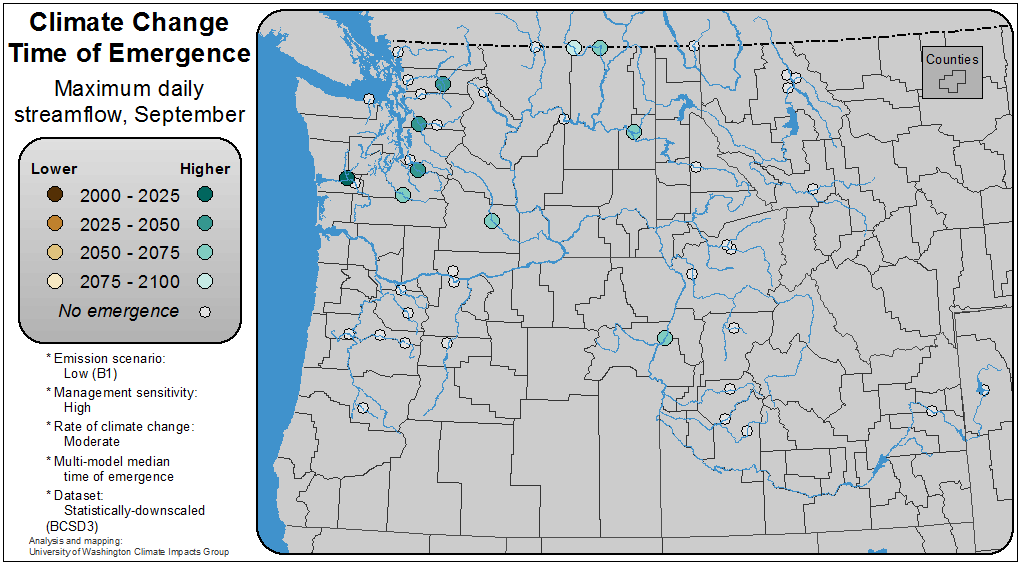 Climate Change
Time of Emergence
Maximum daily
streamflow, September
Lower Higher
2000 - 2025
2025 - 2050
2050 - 2075
2075 - 2100
No emergence
* Emission scenario:
Low (B1)
* Management sensitivity:
High
* Rate of climate change:
Moderate
* Multi-model median
time of emergence
* Dataset:
Statistically-downscaled
(BCSD3)
Analysis and mapping:
University of Washington Climate Impacts Group
Counties